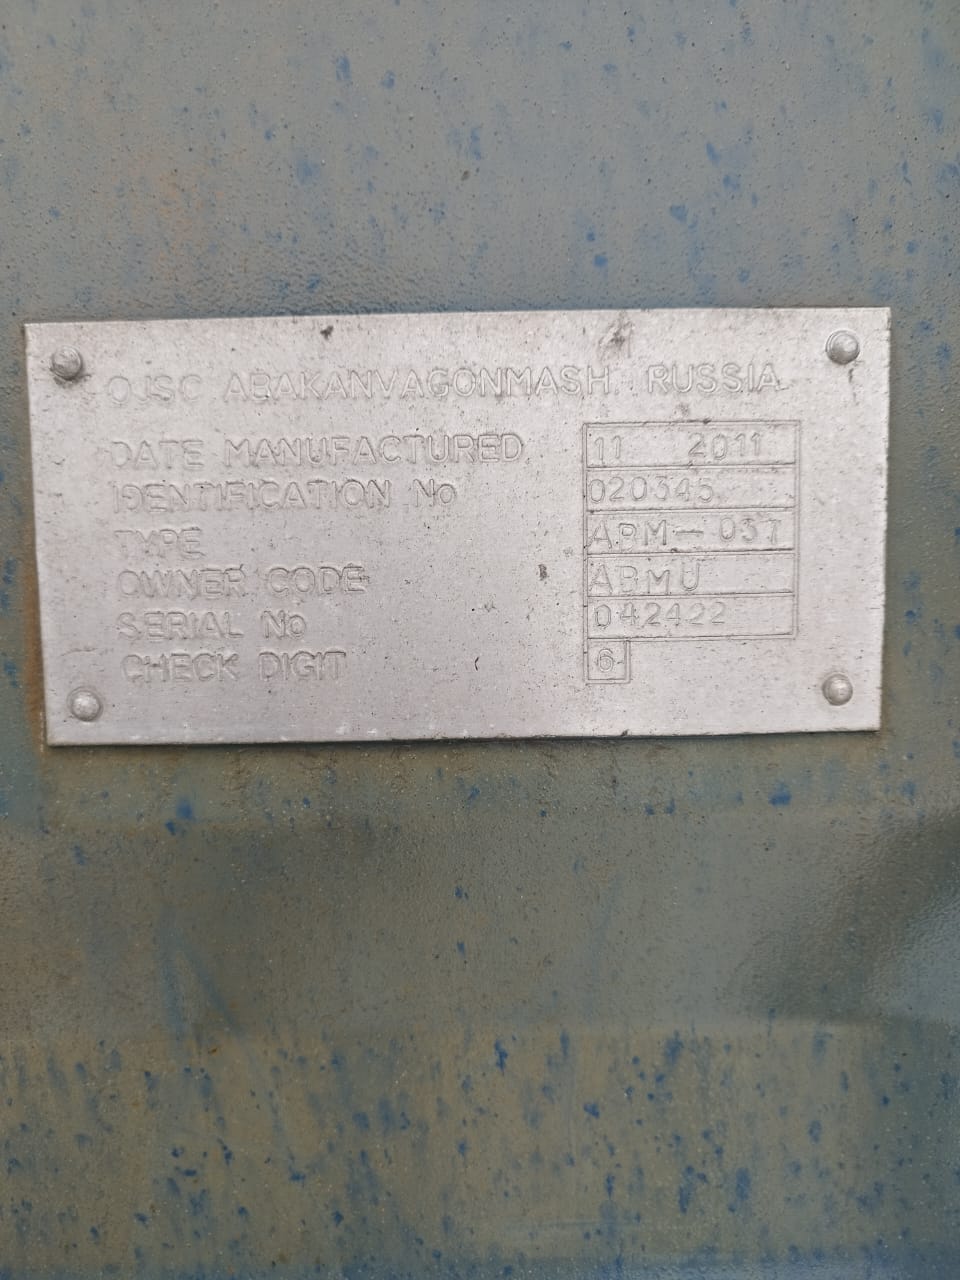 OJSC ABAKANVAGONMASH. RUSSIA
DATE MANUFACTURED 11 2011
IDENTIFICATION No 020345
TYPE ABM-037
OWNER CODE ABMU
SERIAL No 042422
CHECK DIGIT 6